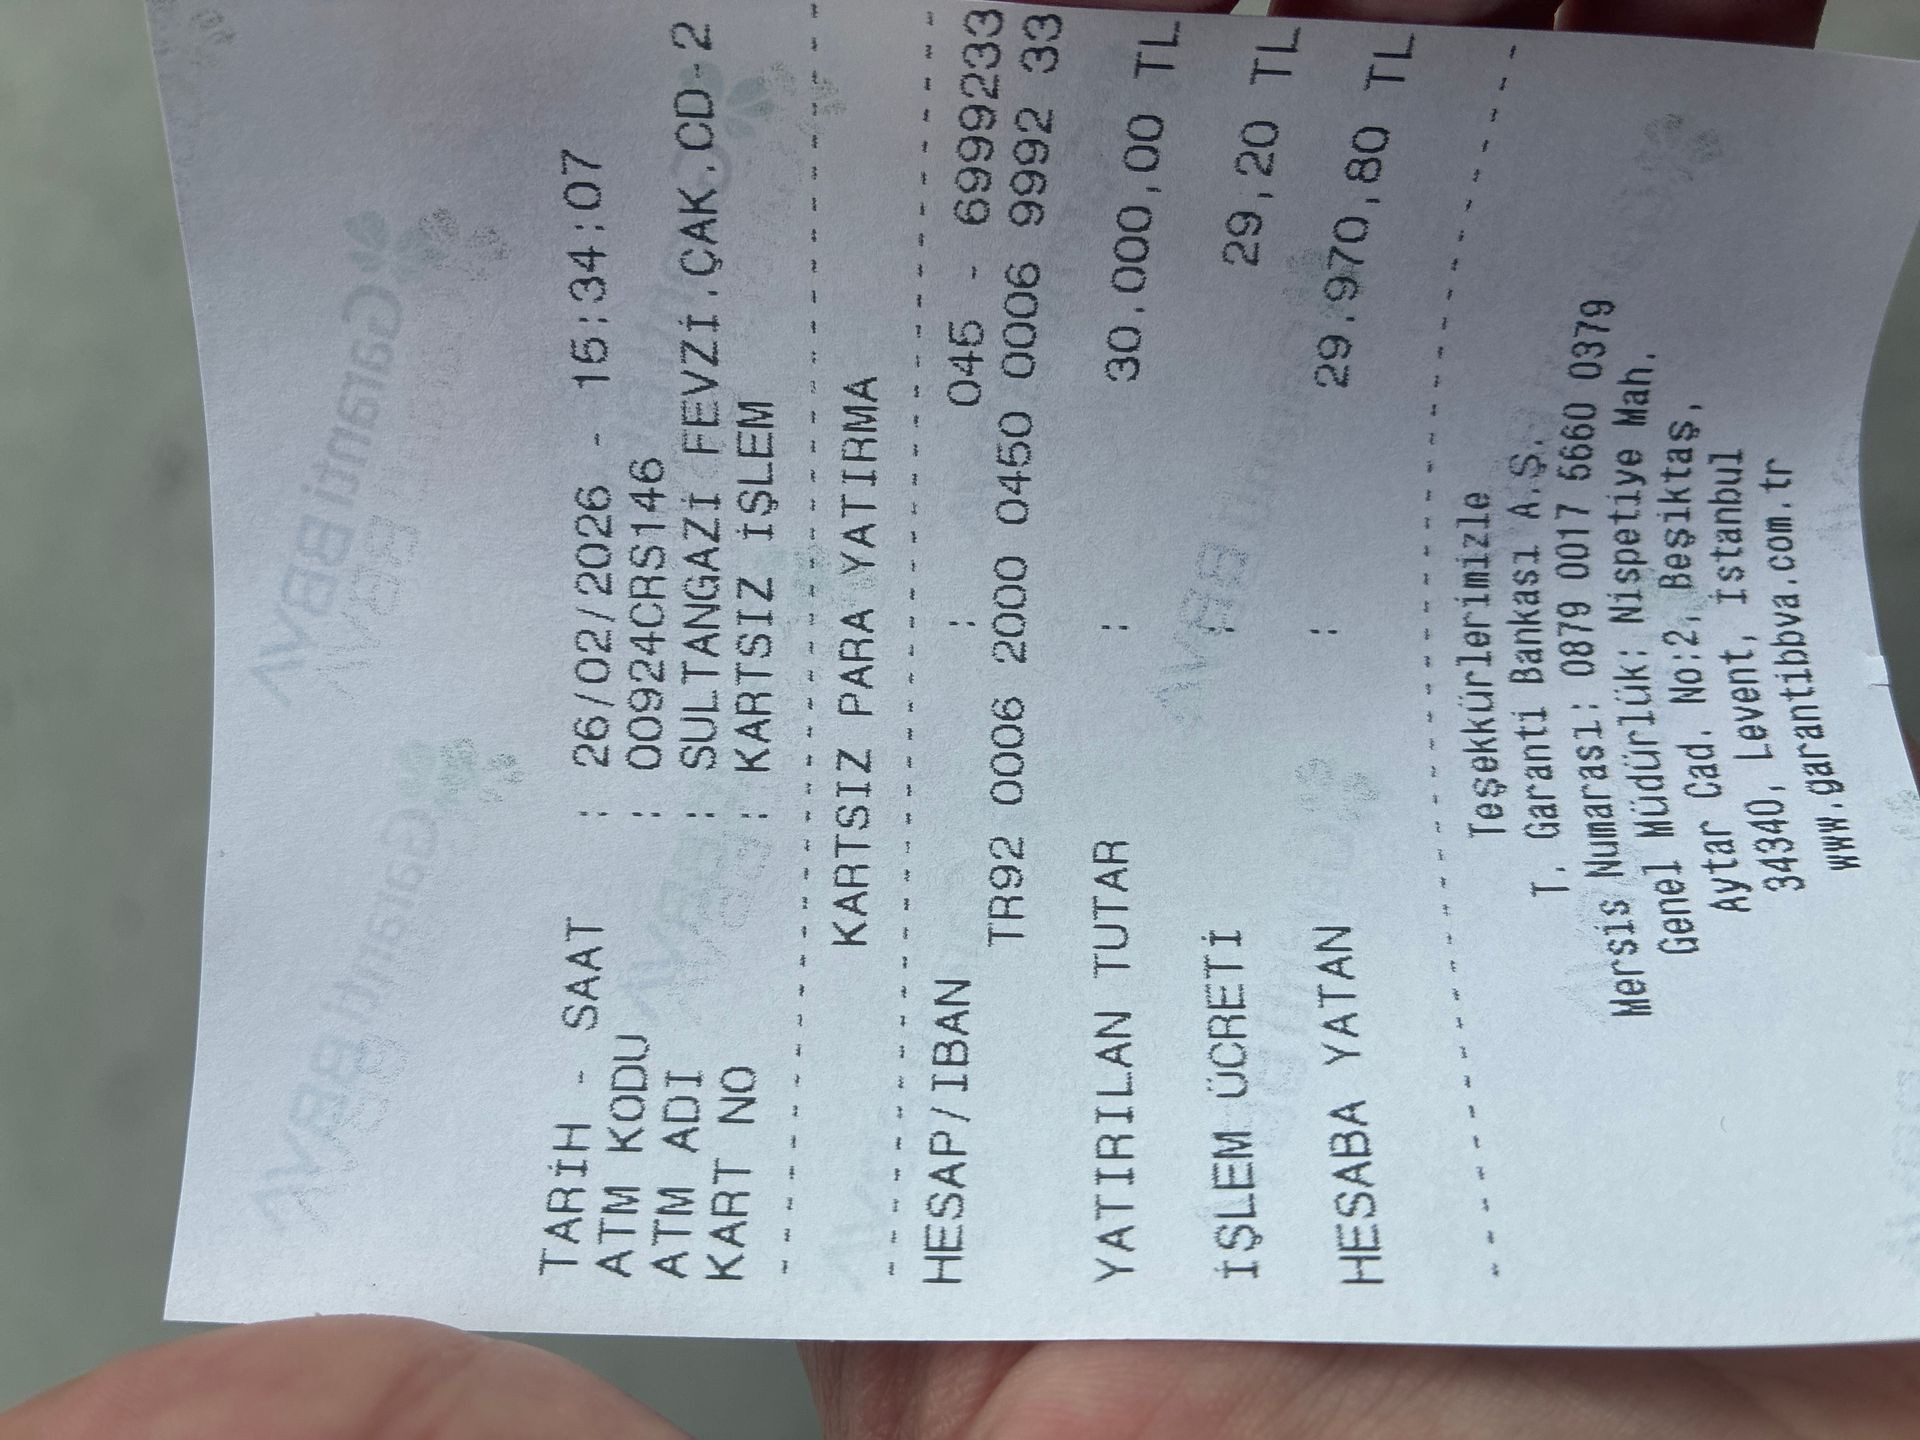 TARİH - SAAT : 26/02/2026 - 15:34:07
ATM KODU : 00924CRS146
ATM ADI : SULTANGAZİ FEVZİ.ÇAK.CD-2
KART NO : KARTSIZ İŞLEM
KARTSIZ PARA YATIRMA
HESAP/IBAN : 045 - 6999233
TR92 0006 2000 0450 0006 9992 33
YATIRILAN TUTAR : 30.000,00 TL
İŞLEM ÜCRETİ : 29,20 TL
HESABA YATAN : 29.970,80 TL
Teşekkürlerimizle
T. Garanti Bankası A.Ş.
Mersis Numarası: 0879 0017 5660 0379
Genel Müdürlük: Nispetiye Mah.
Aytar Cad. No:2, Beşiktaş,
34340, Levent, İstanbul
www.garantibbva.com.tr